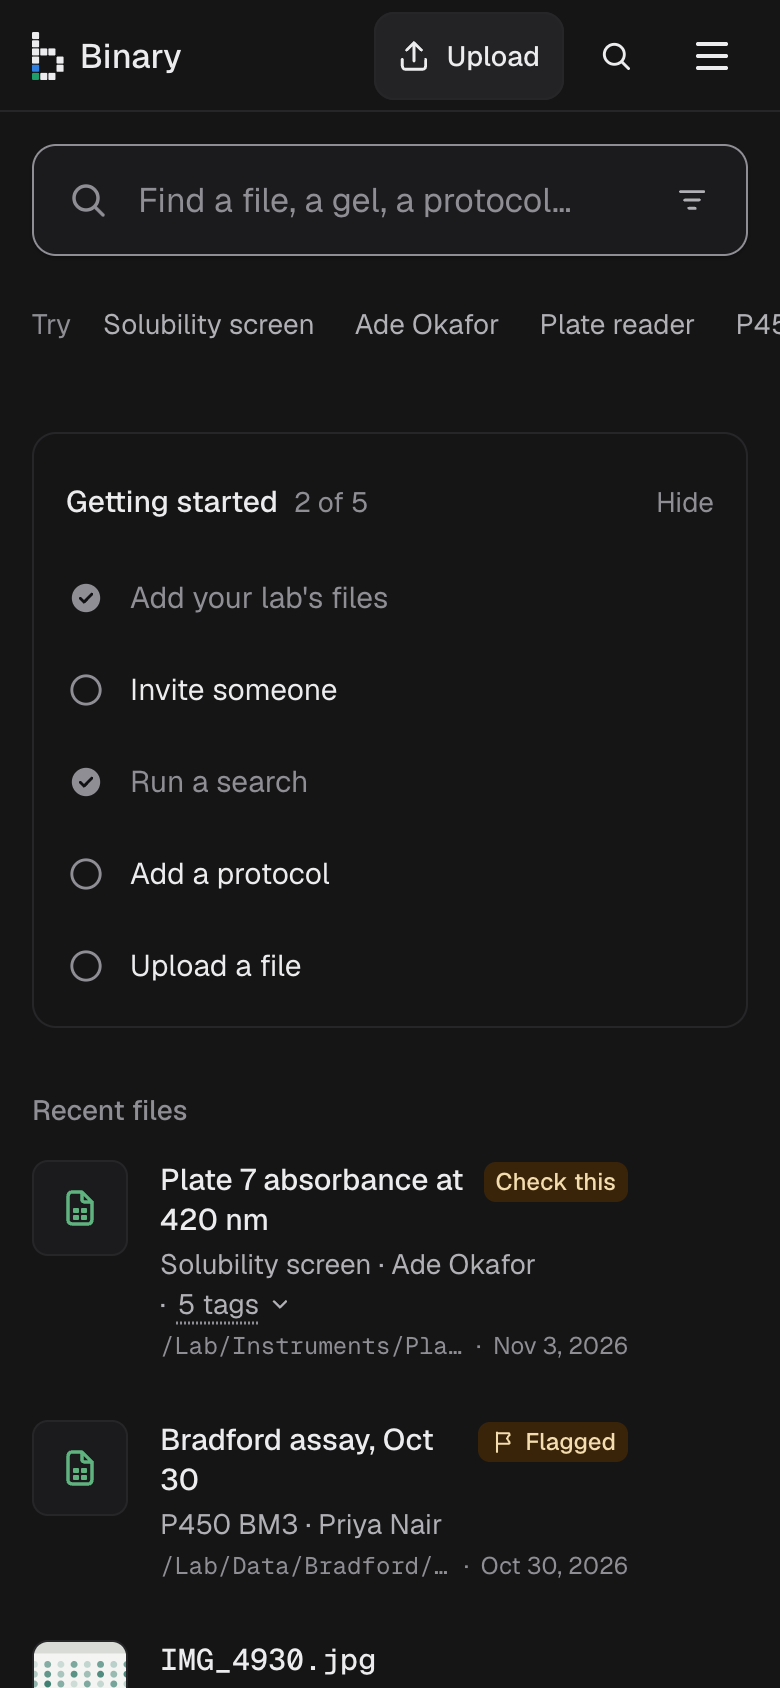 Binary
Upload
Find a file, a gel, a protocol...
Try Solubility screen Ade Okafor Plate reader P45
Getting started 2 of 5 Hide
Add your lab's files
Invite someone
Run a search
Add a protocol
Upload a file
Recent files
Plate 7 absorbance at Check this
420 nm
Solubility screen · Ade Okafor
· 5 tags
/Lab/Instruments/Pla… · Nov 3, 2026
Bradford assay, Oct Flagged
30
P450 BM3 · Priya Nair
/Lab/Data/Bradford/… · Oct 30, 2026
IMG_4930.jpg